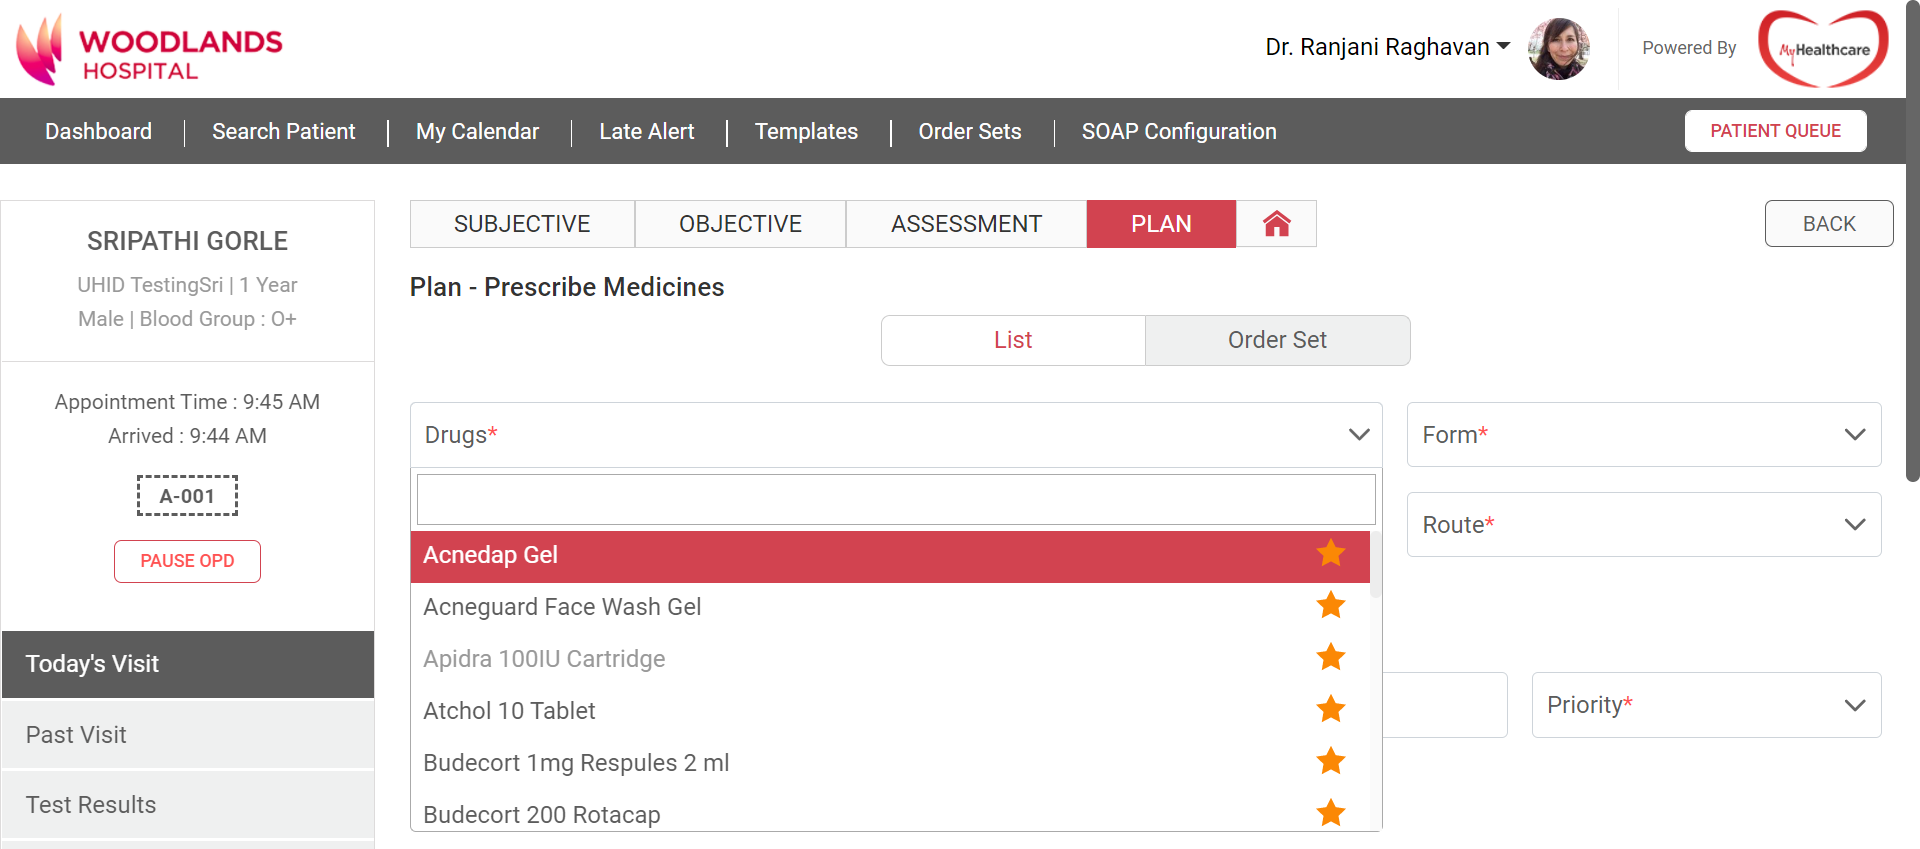 WOODLANDS
HOSPITAL
Dr. Ranjani Raghavan
Powered By
MyHealthcare
Dashboard
Search Patient
My Calendar
Late Alert
Templates
Order Sets
SOAP Configuration
PATIENT QUEUE
SRIPATHI GORLE
UHID TestingSri | 1 Year
Male | Blood Group : O+
Appointment Time : 9:45 AM
Arrived : 9:44 AM
A-001
PAUSE OPD
Today's Visit
Past Visit
Test Results
SUBJECTIVE
OBJECTIVE
ASSESSMENT
PLAN
BACK
Plan - Prescribe Medicines
List
Order Set
Drugs*
Form*
Acnedap Gel
Route*
Acneguard Face Wash Gel
Apidra 100IU Cartridge
Atchol 10 Tablet
Priority*
Budecort 1mg Respules 2 ml
Budecort 200 Rotacap